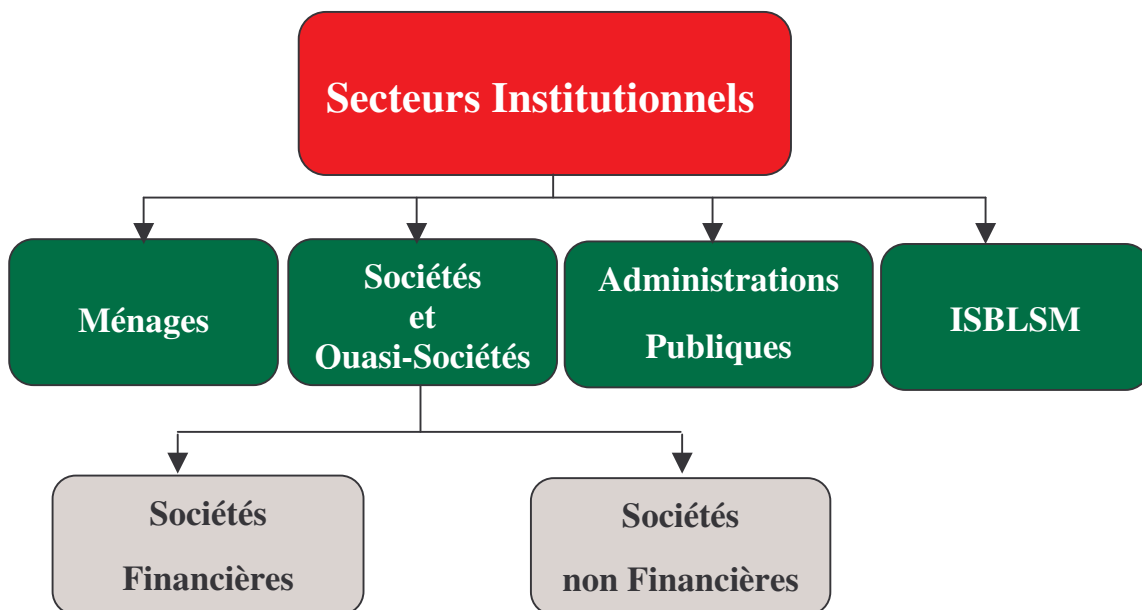 Secteurs Institutionnels
Ménages
Sociétés
et
Ouasi-Sociétés
Administrations
Publiques
ISBLSM
Sociétés
Financières
Sociétés
non Financières